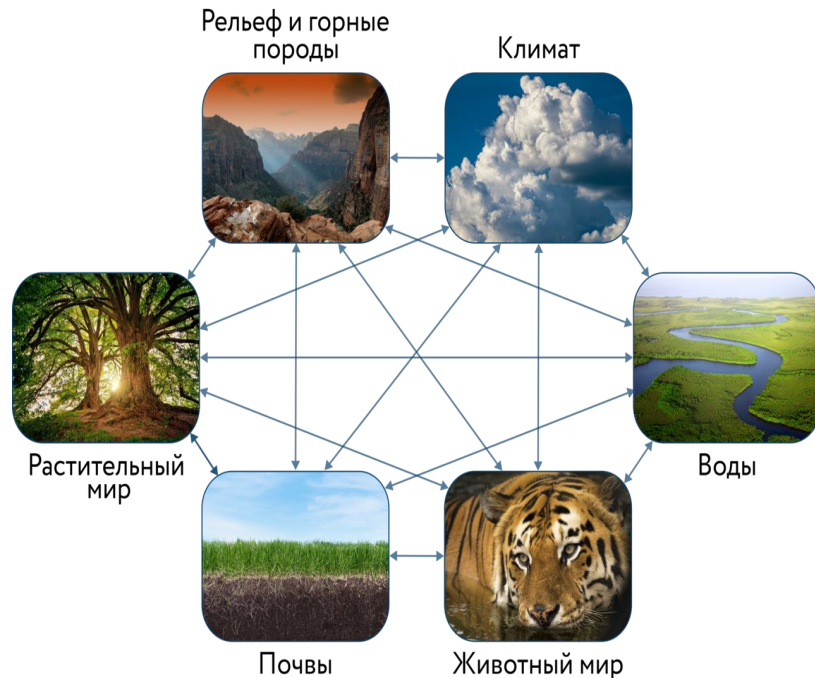 Рельеф и горные
породы
Климат
Растительный
мир
Воды
Почвы
Животный мир